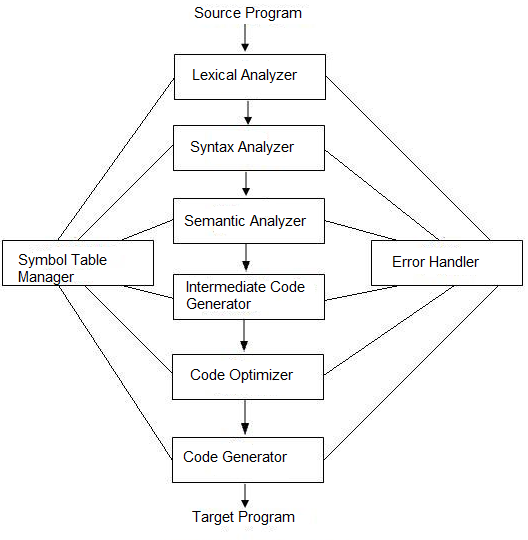 Source Program
Lexical Analyzer
Syntax Analyzer
Semantic Analyzer
Symbol Table
Manager
Error Handler
Intermediate Code
Generator
Code Optimizer
Code Generator
Target Program